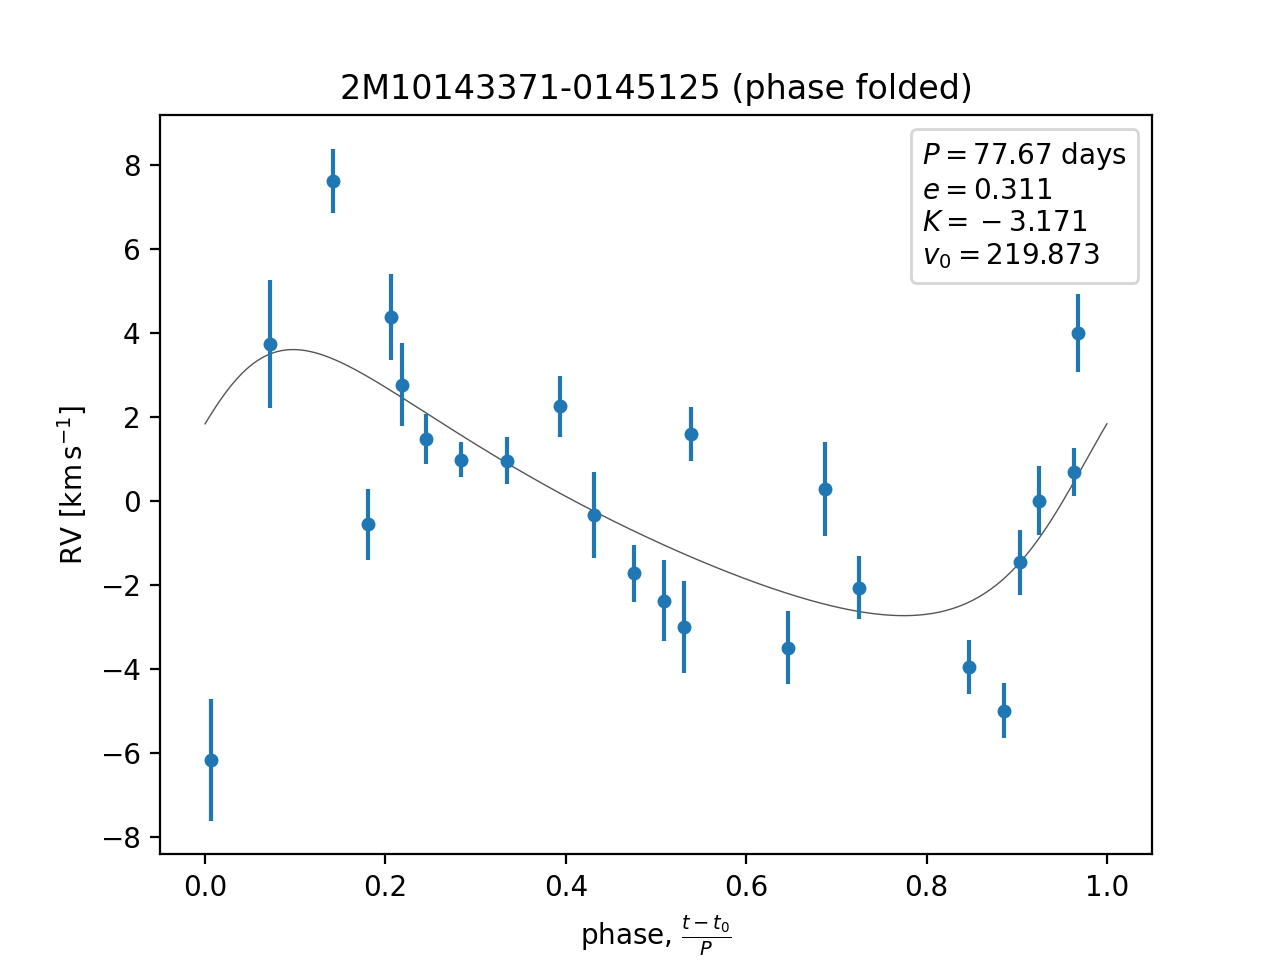 2M10143371-0145125 (phase folded)
P = 77.67 days
e = 0.311
K = −3.171
v₀ = 219.873
RV [km s⁻¹]
8
6
4
2
0
−2
−4
−6
−8
0.0 0.2 0.4 0.6 0.8 1.0
phase, (t − t₀)/P